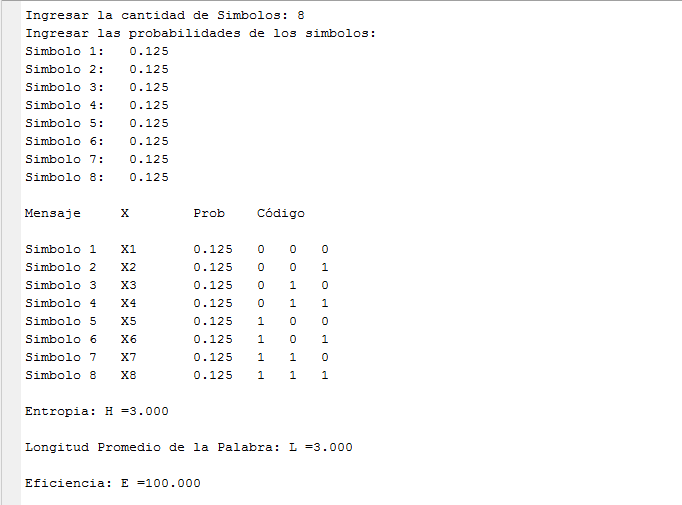 Ingresar la cantidad de Simbolos: 8
Ingresar las probabilidades de los simbolos:
Simbolo 1:   0.125
Simbolo 2:   0.125
Simbolo 3:   0.125
Simbolo 4:   0.125
Simbolo 5:   0.125
Simbolo 6:   0.125
Simbolo 7:   0.125
Simbolo 8:   0.125
Mensaje     X        Prob    Código
Simbolo 1   X1       0.125   0   0   0
Simbolo 2   X2       0.125   0   0   1
Simbolo 3   X3       0.125   0   1   0
Simbolo 4   X4       0.125   0   1   1
Simbolo 5   X5       0.125   1   0   0
Simbolo 6   X6       0.125   1   0   1
Simbolo 7   X7       0.125   1   1   0
Simbolo 8   X8       0.125   1   1   1
Entropia: H =3.000
Longitud Promedio de la Palabra: L =3.000
Eficiencia: E =100.000